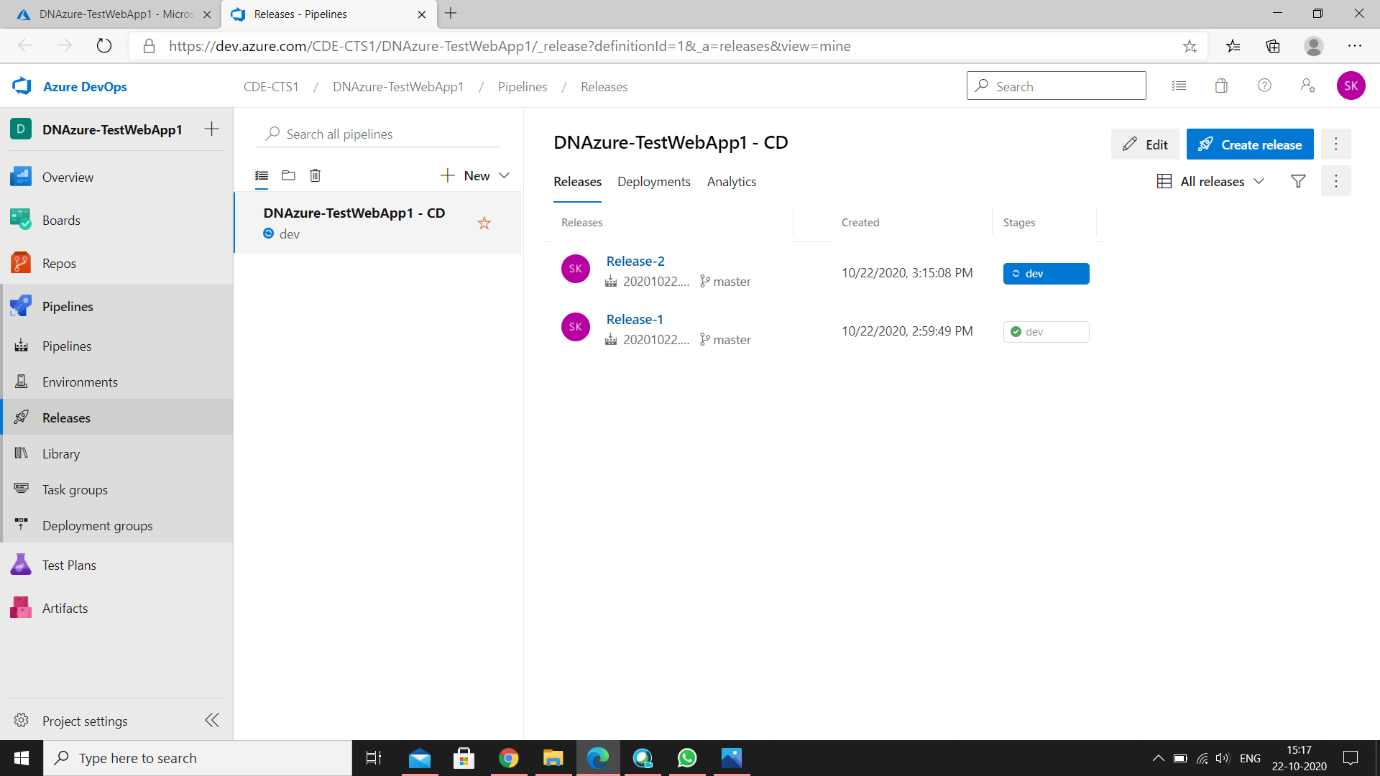 DNAzure-TestWebApp1 - Micros
Releases - Pipelines
https://dev.azure.com/CDE-CTS1/DNAzure-TestWebApp1/_release?definitionId=1&_a=releases&view=mine
Azure DevOps
CDE-CTS1 / DNAzure-TestWebApp1 / Pipelines / Releases
Search
SK
D DNAzure-TestWebApp1
Overview
Boards
Repos
Pipelines
Pipelines
Environments
Releases
Library
Task groups
Deployment groups
Test Plans
Artifacts
Project settings
Search all pipelines
New
DNAzure-TestWebApp1 - CD
dev
DNAzure-TestWebApp1 - CD
Edit
Create release
Releases Deployments Analytics
All releases
Releases Created Stages
SK Release-2
20201022.... master
10/22/2020, 3:15:08 PM
dev
SK Release-1
20201022.... master
10/22/2020, 2:59:49 PM
dev
Type here to search
ENG
15:17
22-10-2020